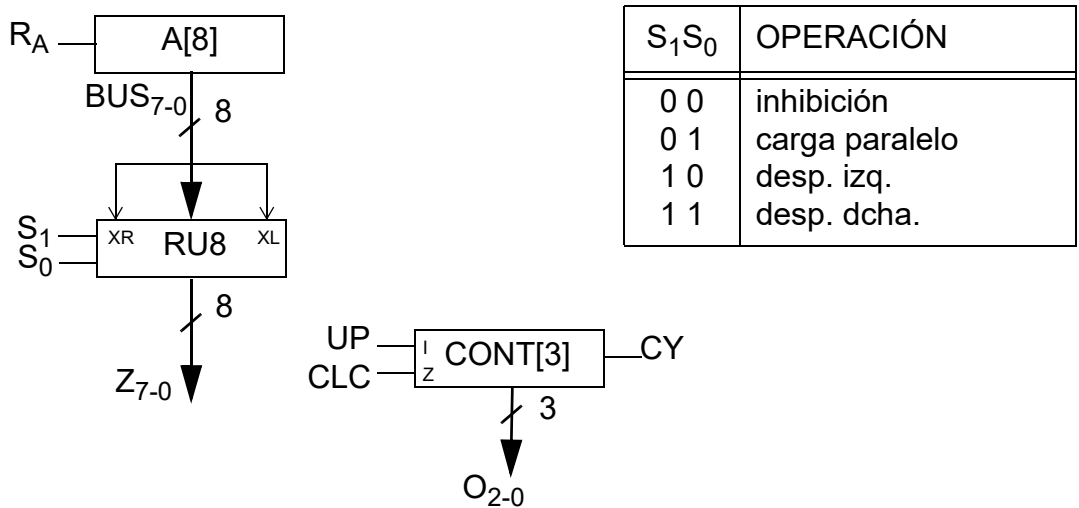 R_A
A[8]
BUS_7-0
8
S_1
S_0
XR
RU8
XL
8
Z_7-0
UP
CLC
I
Z
CONT[3]
CY
3
O_2-0
S_1S_0 OPERACIÓN
0 0 inhibición
0 1 carga paralelo
1 0 desp. izq.
1 1 desp. dcha.